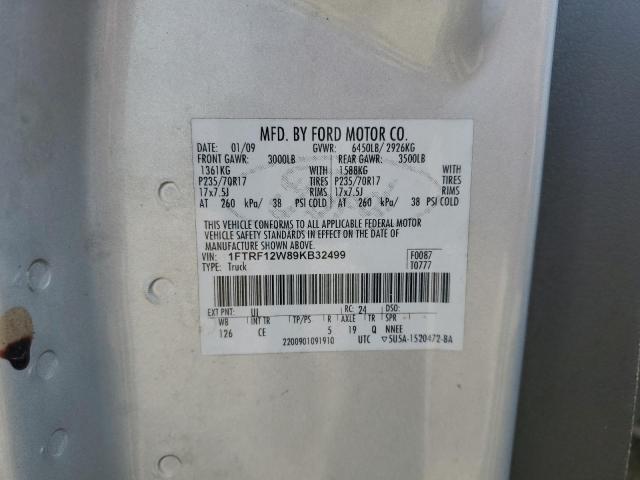 MFD. BY FORD MOTOR CO.
DATE: 01/09 GVWR: 6450LB/ 2926KG
FRONT GAWR: 3000LB REAR GAWR: 3500LB
1361KG WITH 1588KG WITH
P235/70R17 TIRES P235/70R17 TIRES
17x7.5J RIMS 17x7.5J RIMS
AT 260 kPa/ 38 PSI COLD AT 260 kPa/ 38 PSI COLD
THIS VEHICLE CONFORMS TO ALL APPLICABLE FEDERAL MOTOR
VEHICLE SAFETY STANDARDS IN EFFECT ON THE DATE OF
MANUFACTURE SHOWN ABOVE.
VIN: 1FTRF12W89KB32499 F0087
TYPE: Truck T0777
EXT PNT: UI RC: 24 DSO:
WB INT TR TP/PS R AXLE TR SPR
126 CE 5 19 Q NNEE
2200901091910 UTC ▽5U5A-1520472-BA